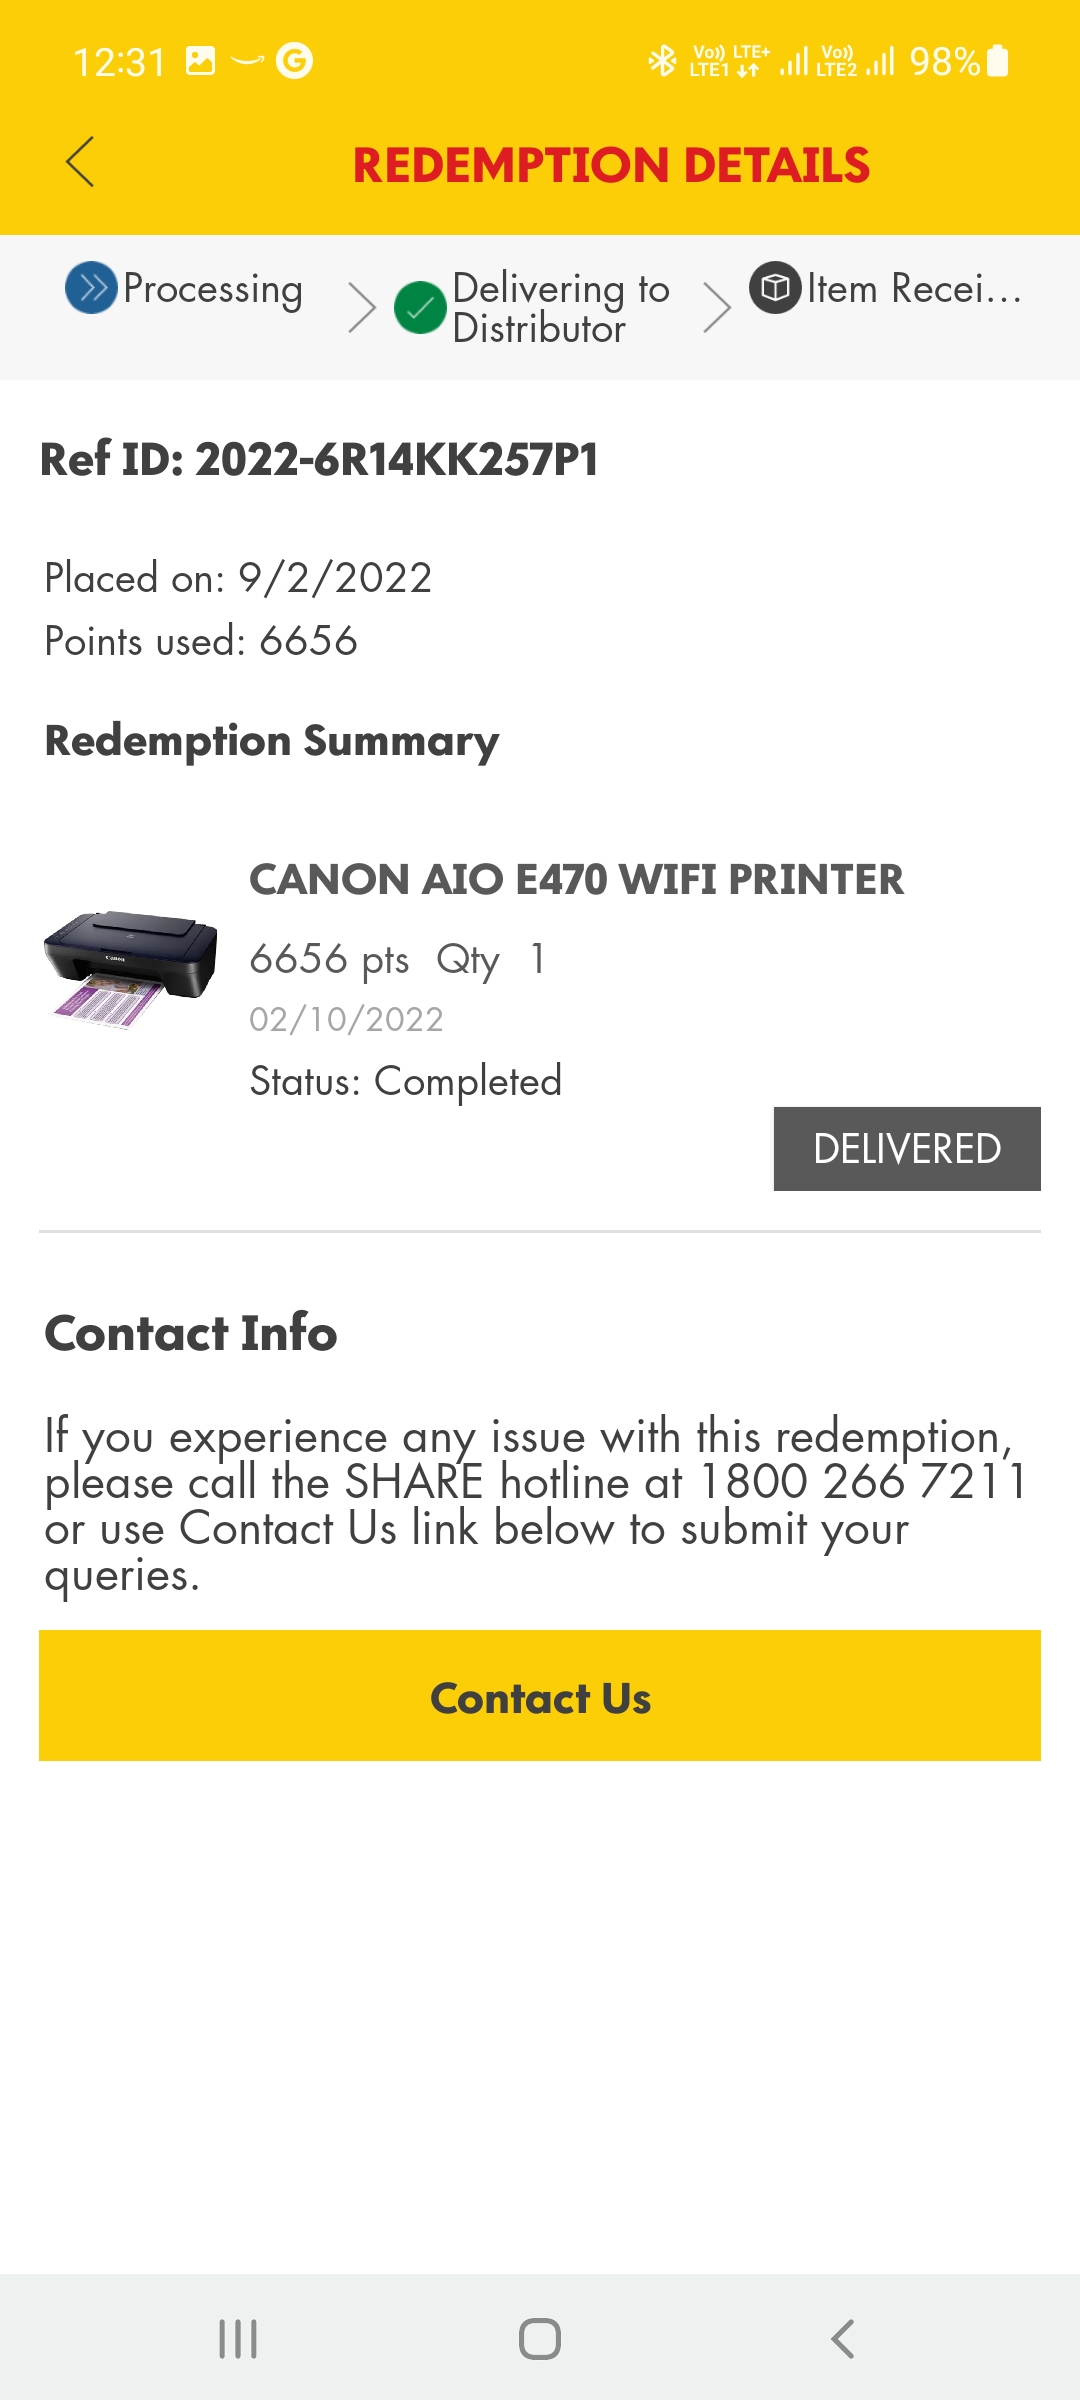 12:31
Vo)) LTE+
LTE1
Vo))
LTE2
98%
REDEMPTION DETAILS
Processing
Delivering to
Distributor
Item Recei...
Ref ID: 2022-6R14KK257P1
Placed on: 9/2/2022
Points used: 6656
Redemption Summary
CANON AIO E470 WIFI PRINTER
Canon
6656 pts Qty 1
02/10/2022
Status: Completed
DELIVERED
Contact Info
If you experience any issue with this redemption,
please call the SHARE hotline at 1800 266 7211
or use Contact Us link below to submit your
queries.
Contact Us